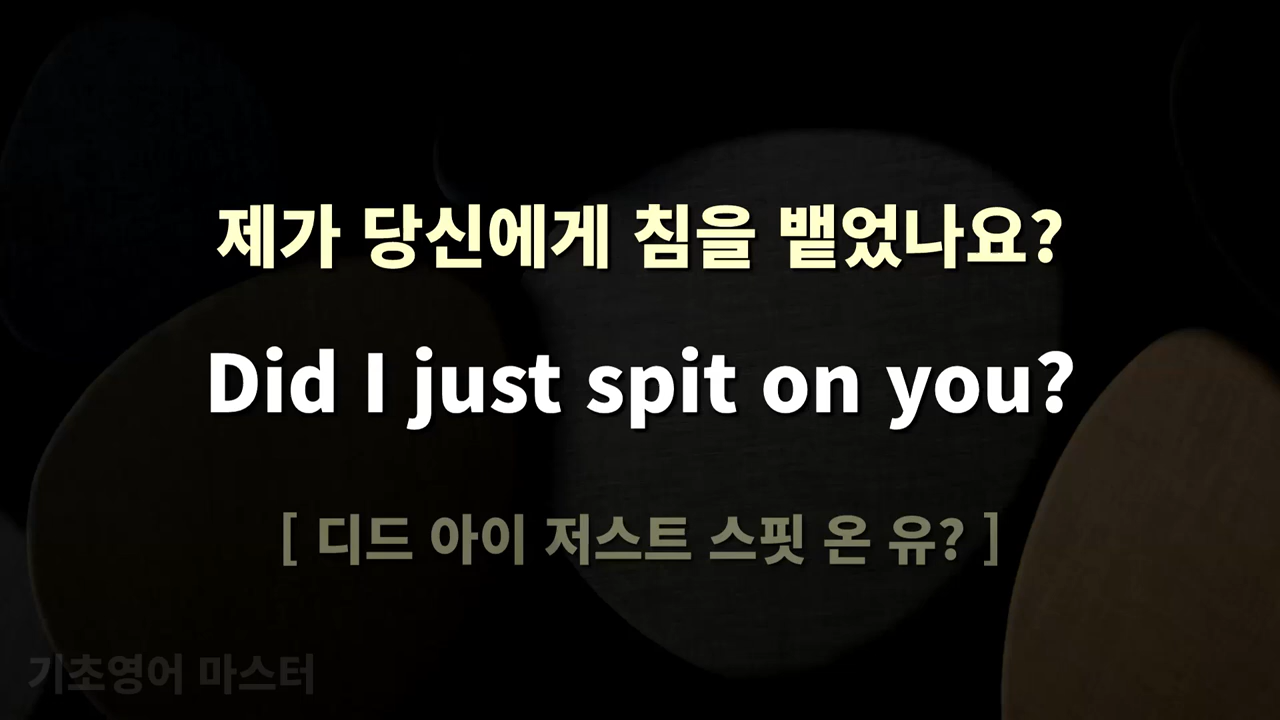 제가 당신에게 침을 뱉었나요?
Did I just spit on you?
[ 디드 아이 저스트 스핏 온 유? ]
기초영어 마스터